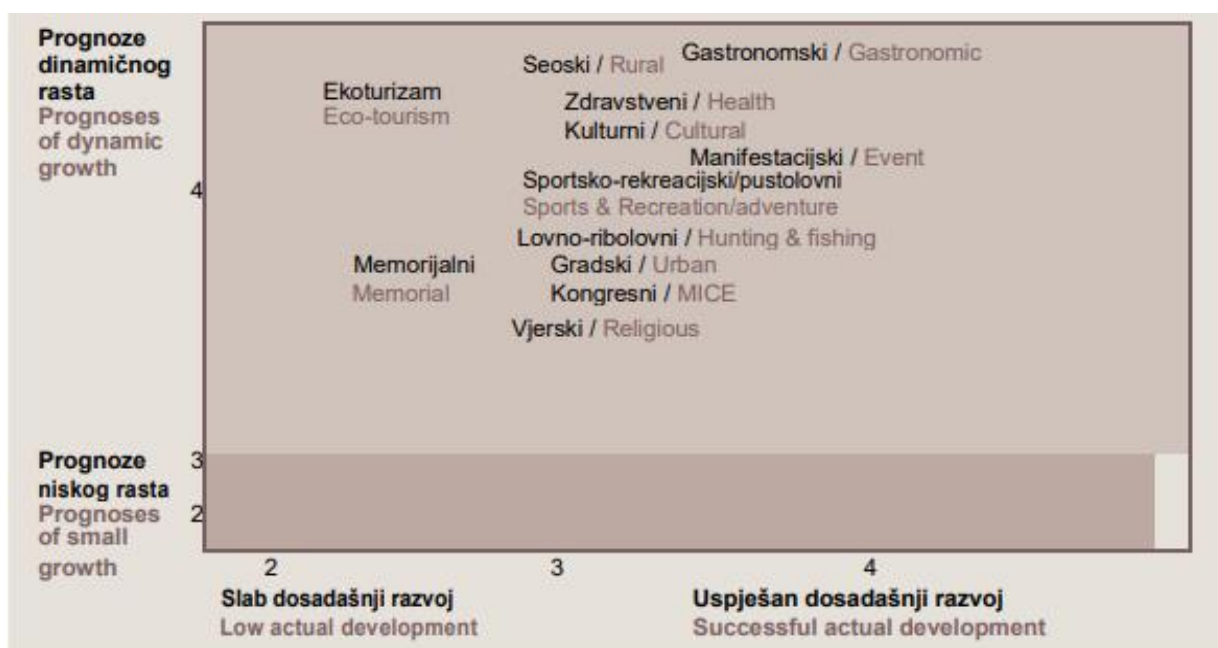 Prognoze
dinamičnog
rasta
Prognoses
of dynamic
growth
4
Seoski / Rural
Gastronomski / Gastronomic
Ekoturizam
Eco-tourism
Zdravstveni / Health
Kulturni / Cultural
Manifestacijski / Event
Sportsko-rekreacijski/pustolovni
Sports & Recreation/adventure
Lovno-ribolovni / Hunting & fishing
Memorijalni
Memorial
Gradski / Urban
Kongresni / MICE
Vjerski / Religious
Prognoze
niskog rasta
Prognoses
of small
growth
3
2
2 3 4
Slab dosadašnji razvoj
Low actual development
Uspješan dosadašnji razvoj
Successful actual development